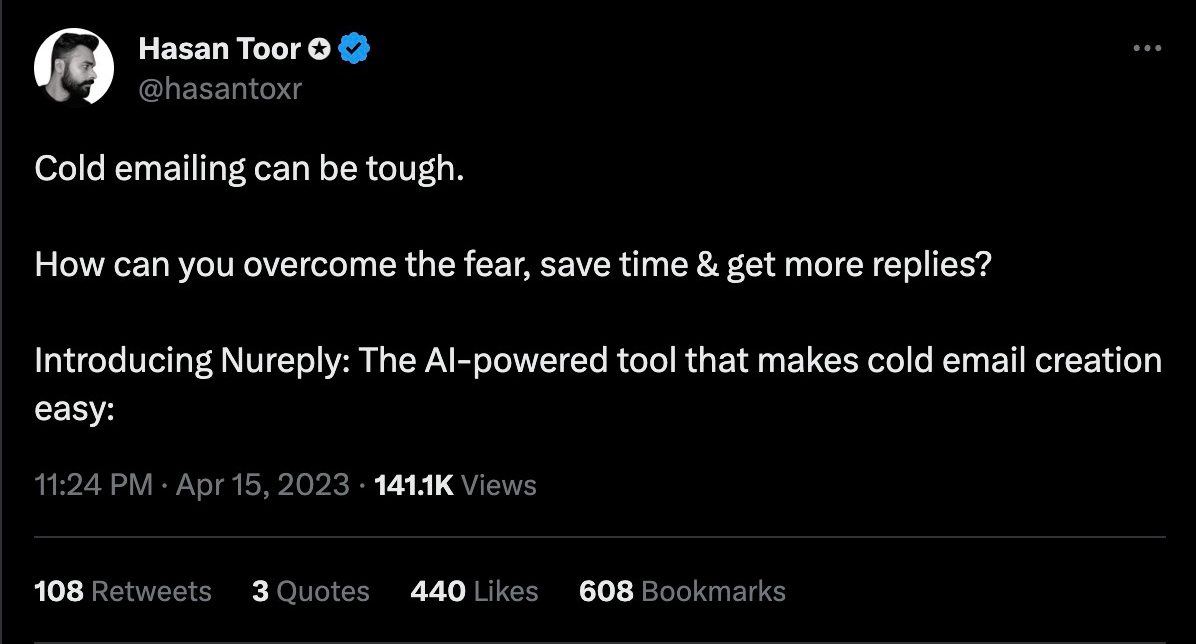 Hasan Toor
@hasantoxr
Cold emailing can be tough.
How can you overcome the fear, save time & get more replies?
Introducing Nureply: The AI-powered tool that makes cold email creation
easy:
11:24 PM · Apr 15, 2023 · 141.1K Views
108 Retweets 3 Quotes 440 Likes 608 Bookmarks